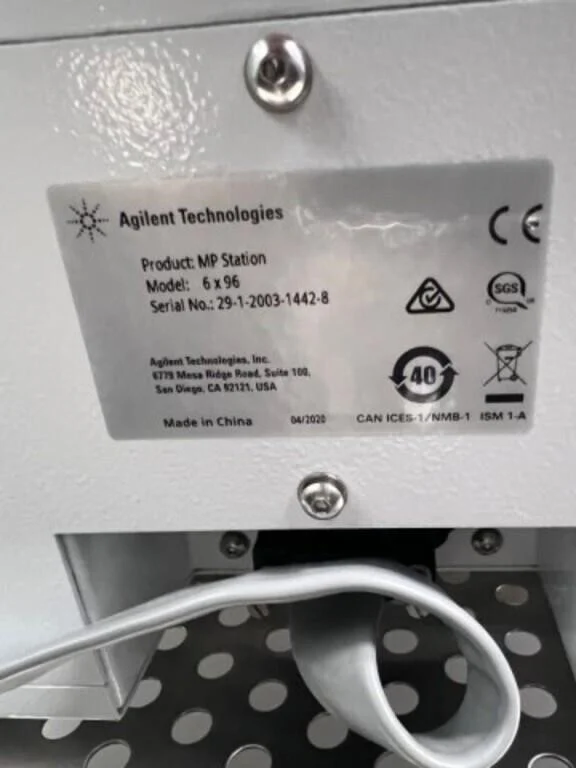 Agilent Technologies
Product: MP Station
Model: 6 x 96
Serial No.: 29-1-2003-1442-8
SGS
Agilent Technologies, Inc.
6779 Mesa Ridge Road, Suite 100,
San Diego, CA 92121, USA
40
Made in China 04/2020 CAN ICES-1/NMB-1 ISM 1-A
CE